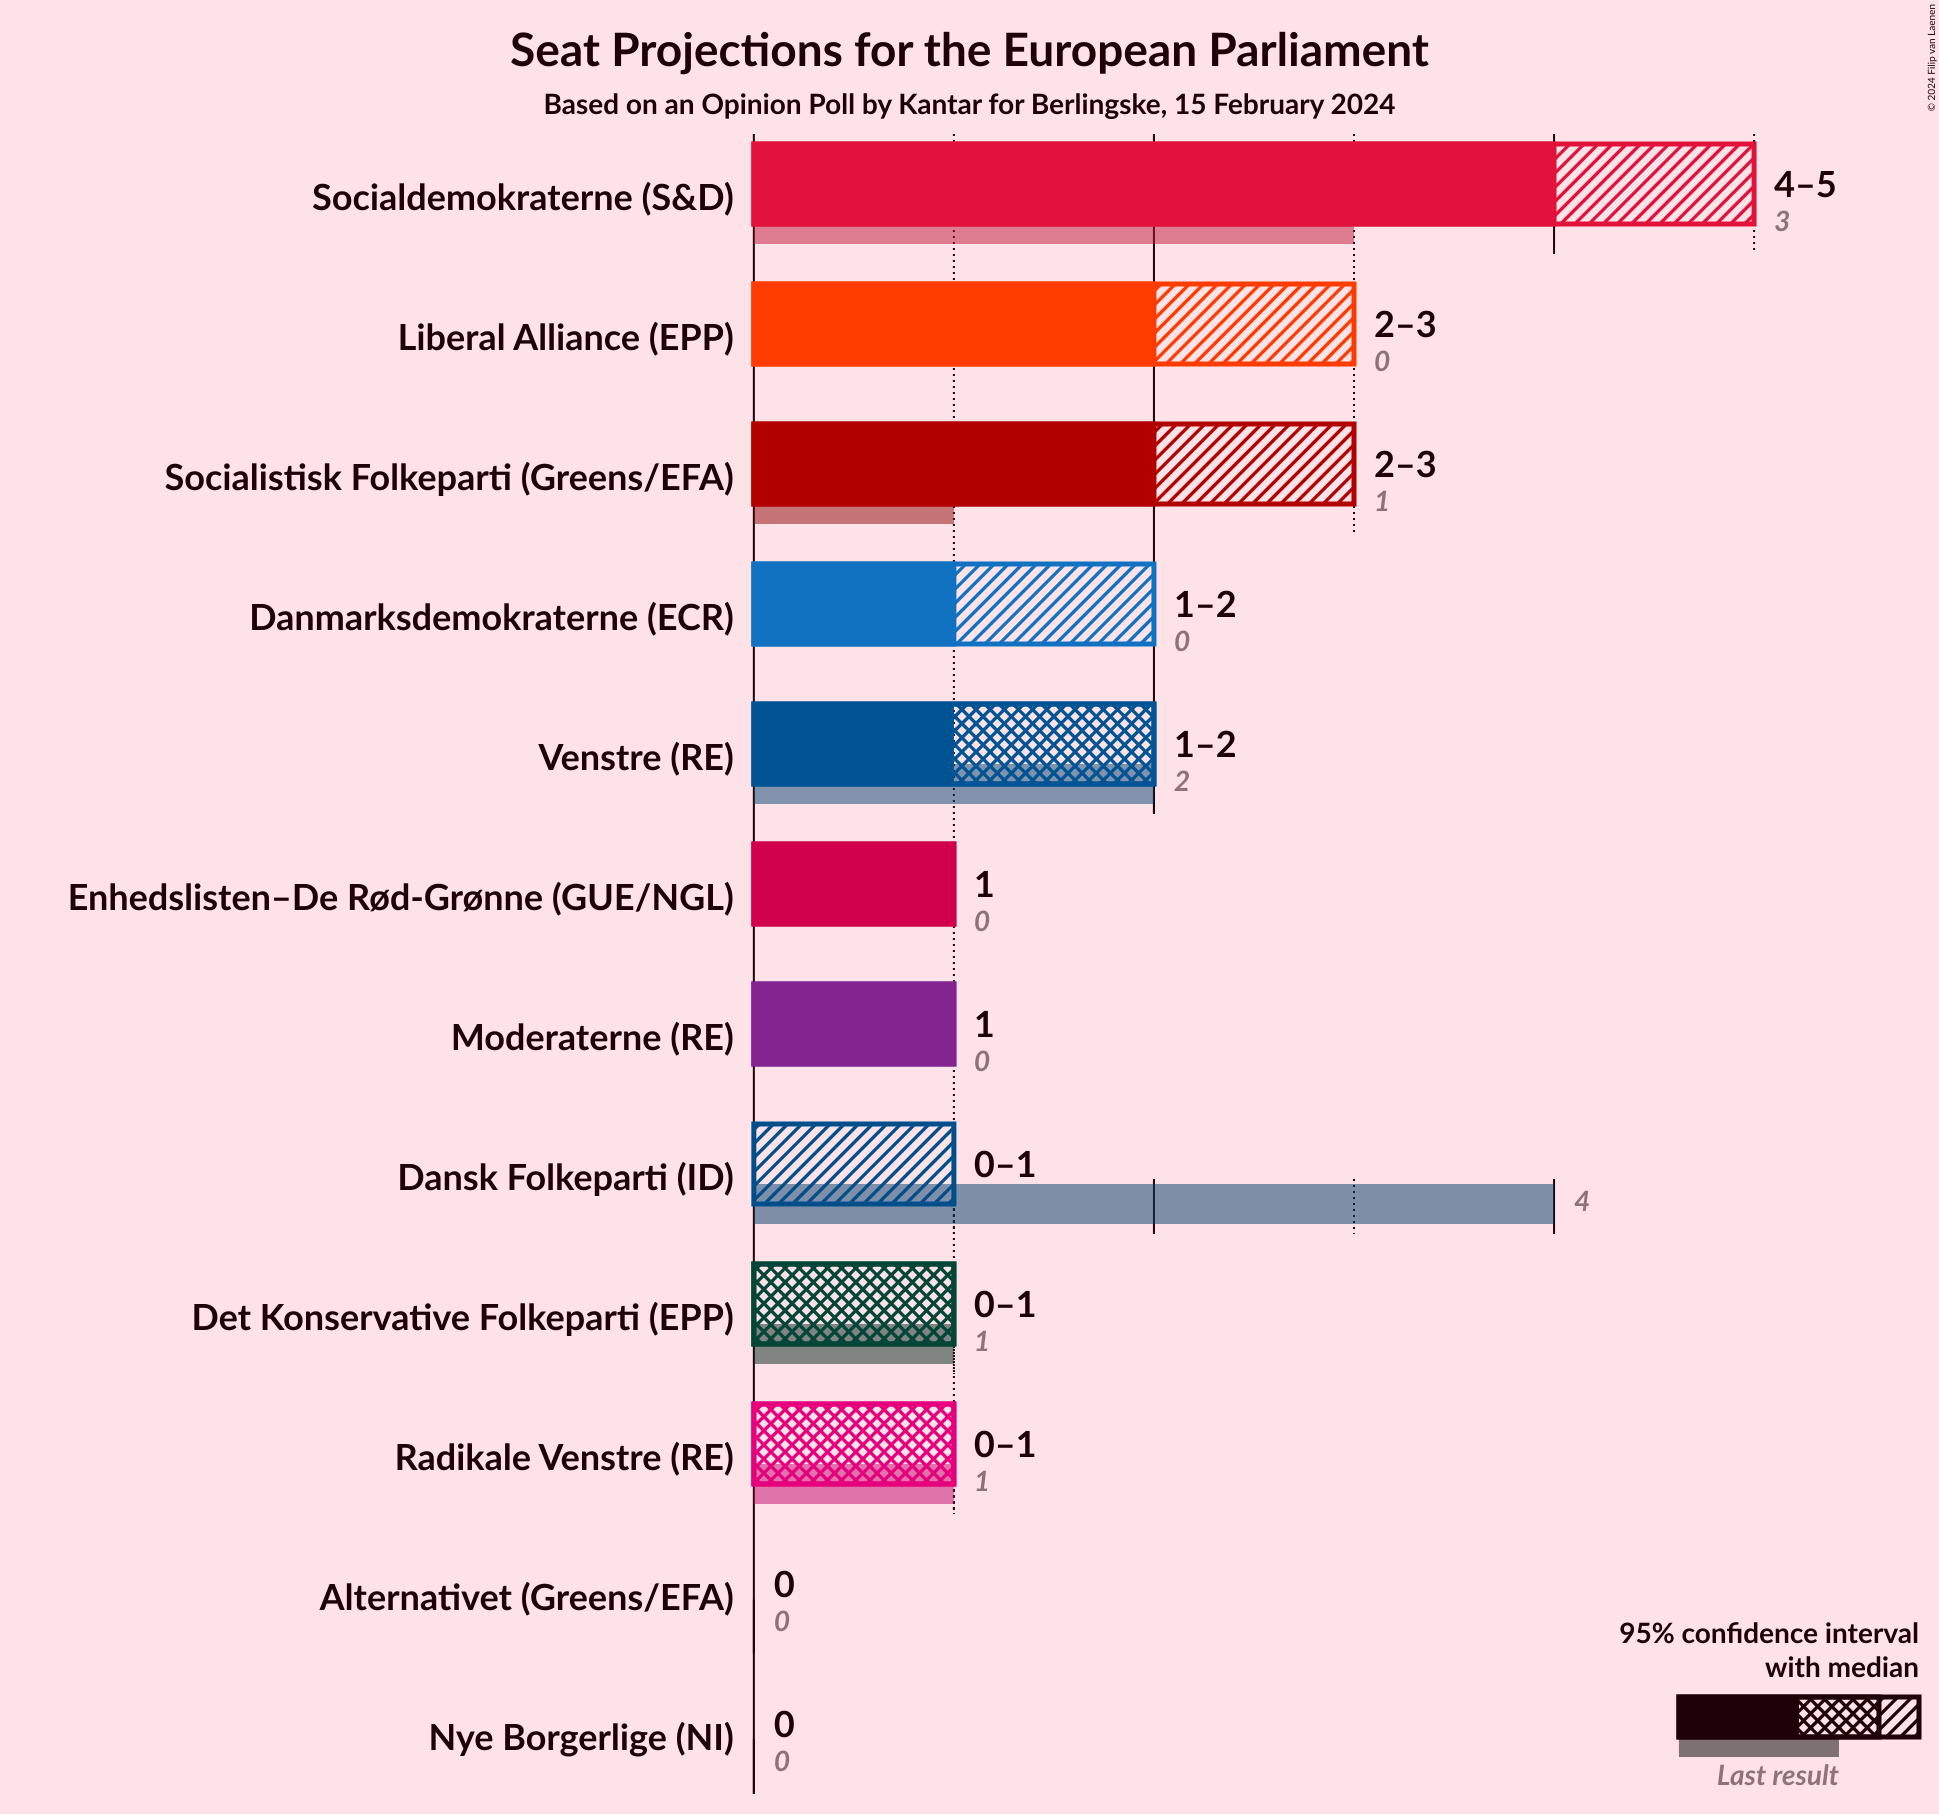 Seat Projections for the European Parliament
Based on an Opinion Poll by Kantar for Berlingske, 15 February 2024
© 2024 Filip van Laenen
Socialdemokraterne (S&D)
4–5
3
Liberal Alliance (EPP)
2–3
0
Socialistisk Folkeparti (Greens/EFA)
2–3
1
Danmarksdemokraterne (ECR)
1–2
0
Venstre (RE)
1–2
2
Enhedslisten–De Rød-Grønne (GUE/NGL)
1
0
Moderaterne (RE)
1
0
Dansk Folkeparti (ID)
0–1
4
Det Konservative Folkeparti (EPP)
0–1
1
Radikale Venstre (RE)
0–1
1
Alternativet (Greens/EFA)
0
0
Nye Borgerlige (NI)
0
0
95% confidence interval
with median
Last result